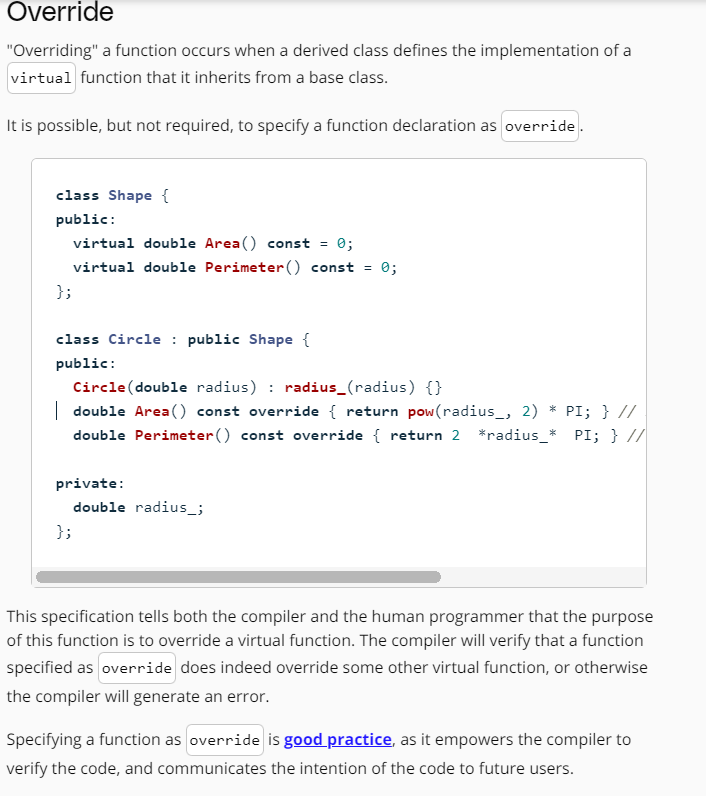 Override
"Overriding" a function occurs when a derived class defines the implementation of a
virtual function that it inherits from a base class.
It is possible, but not required, to specify a function declaration as override.
class Shape {
public:
  virtual double Area() const = 0;
  virtual double Perimeter() const = 0;
};
class Circle : public Shape {
public:
  Circle(double radius) : radius_(radius) {}
  double Area() const override { return pow(radius_, 2) * PI; } //
  double Perimeter() const override { return 2  *radius_*  PI; } //
private:
  double radius_;
};
This specification tells both the compiler and the human programmer that the purpose
of this function is to override a virtual function. The compiler will verify that a function
specified as override does indeed override some other virtual function, or otherwise
the compiler will generate an error.
Specifying a function as override is good practice, as it empowers the compiler to
verify the code, and communicates the intention of the code to future users.